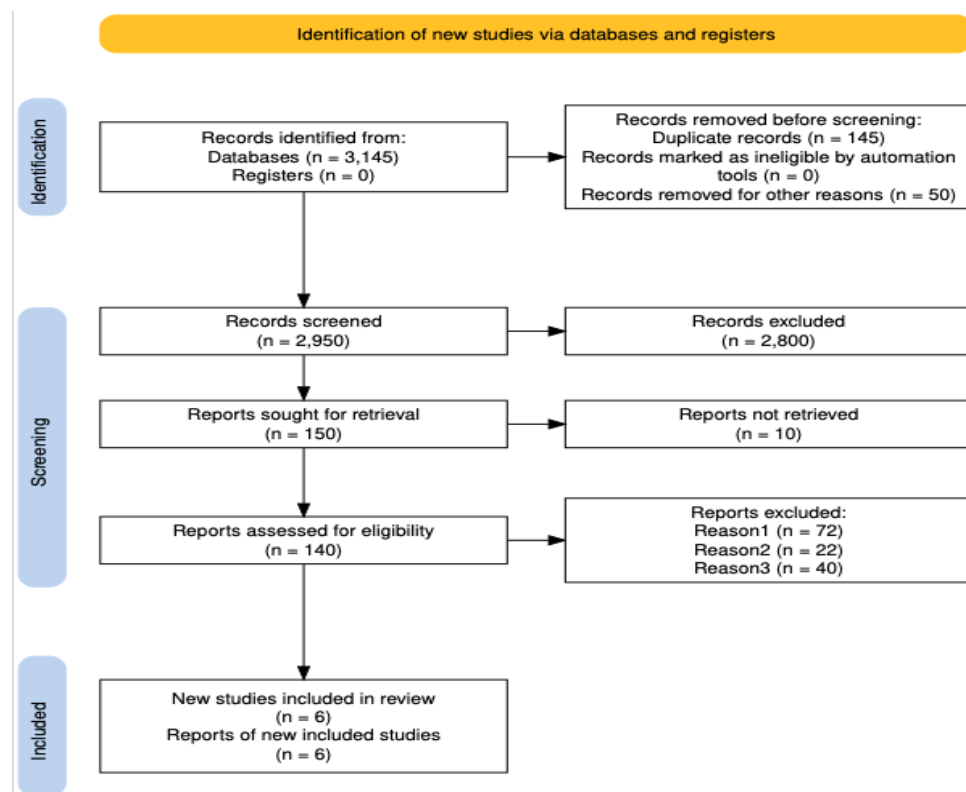 Identification of new studies via databases and registers
Identification
Records identified from:
Databases (n = 3,145)
Registers (n = 0)
Records removed before screening:
Duplicate records (n = 145)
Records marked as ineligible by automation
tools (n = 0)
Records removed for other reasons (n = 50)
Screening
Records screened
(n = 2,950)
Records excluded
(n = 2,800)
Reports sought for retrieval
(n = 150)
Reports not retrieved
(n = 10)
Reports assessed for eligibility
(n = 140)
Reports excluded:
Reason1 (n = 72)
Reason2 (n = 22)
Reason3 (n = 40)
Included
New studies included in review
(n = 6)
Reports of new included studies
(n = 6)